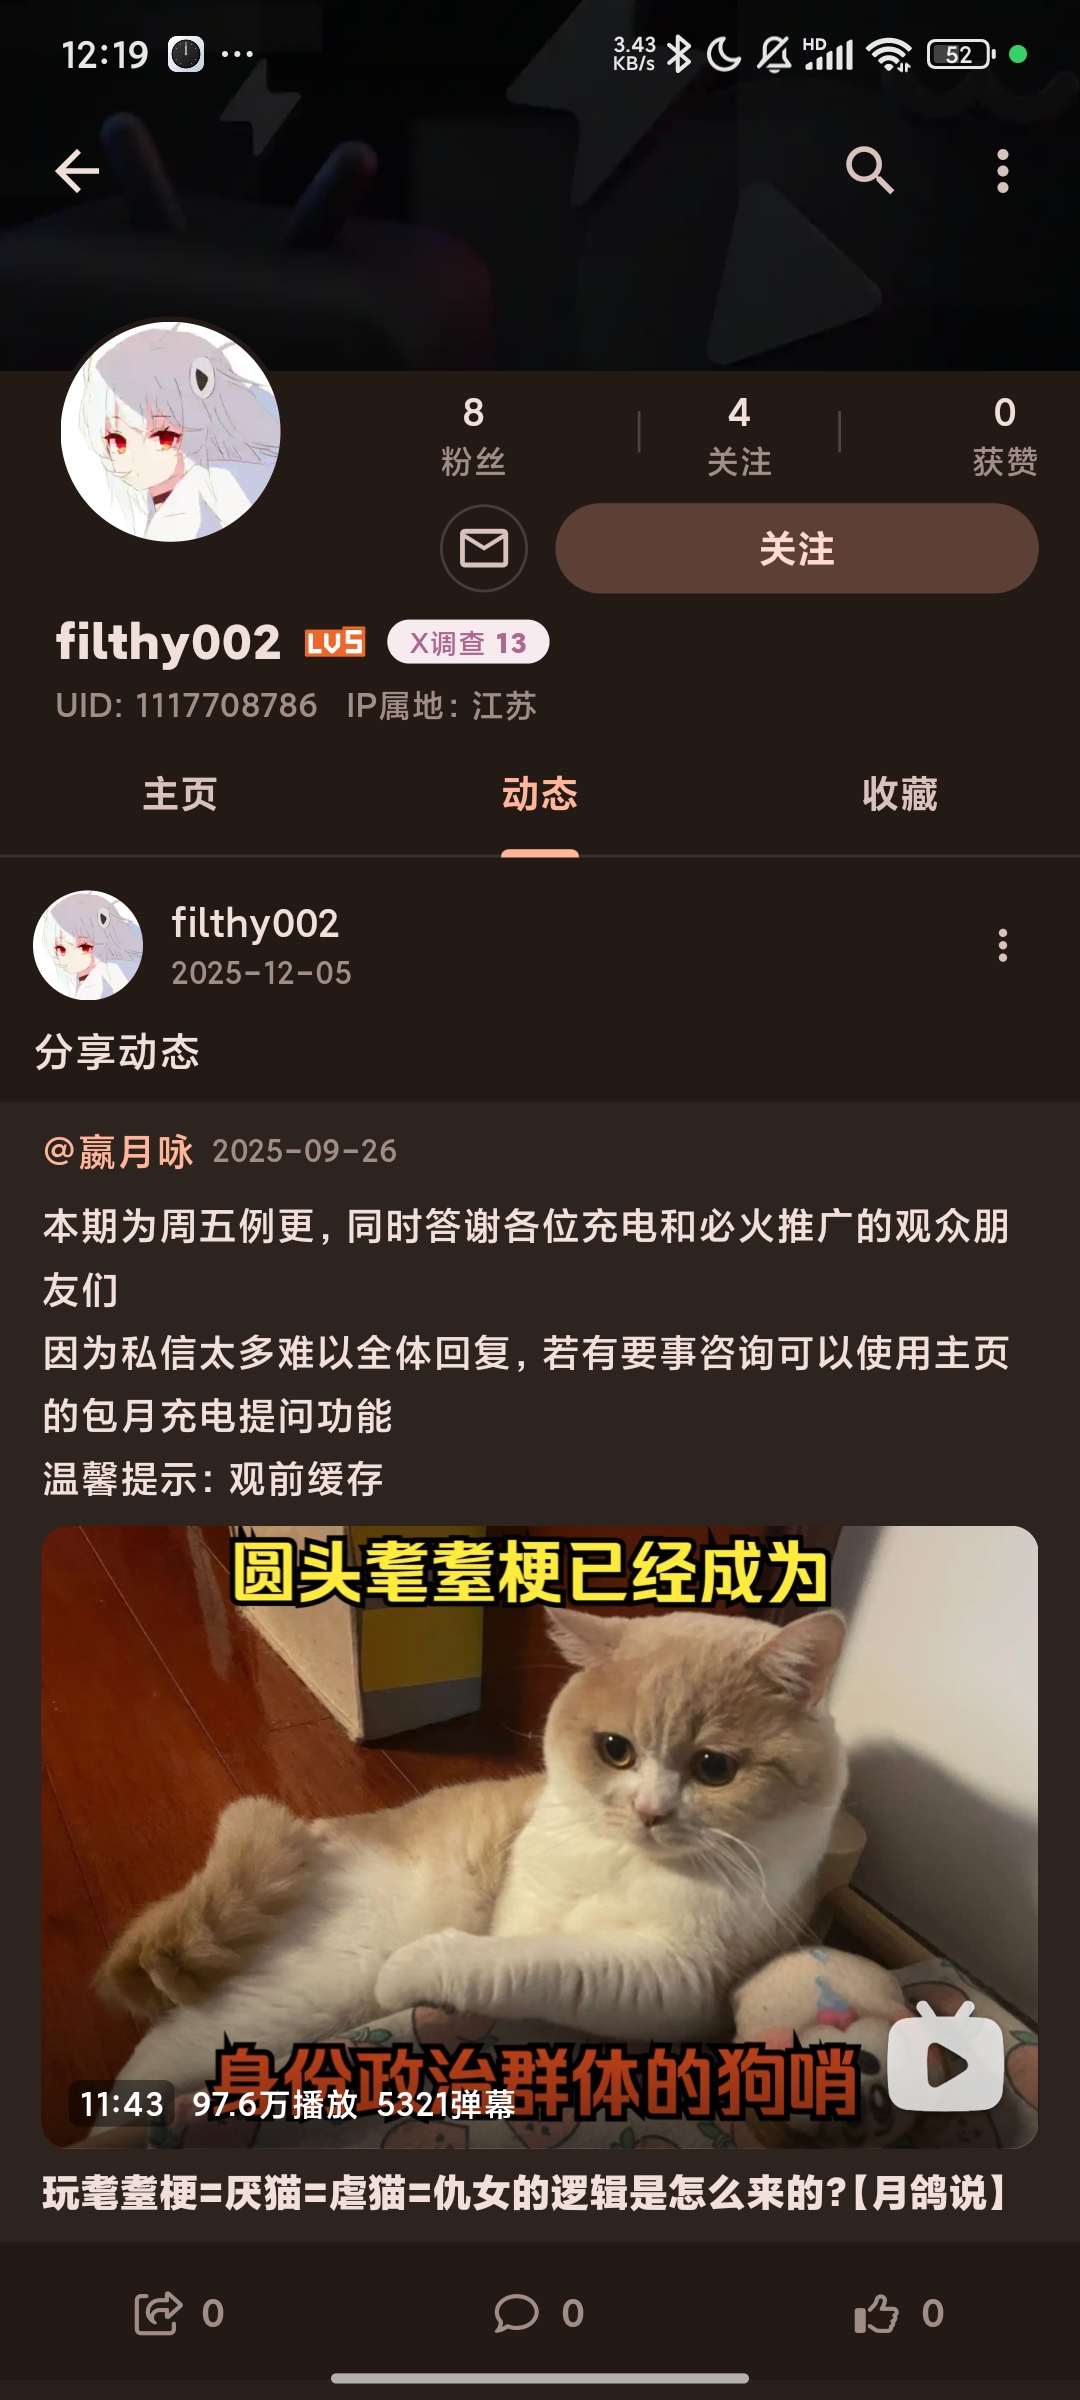 12:19
3.43 KB/s
HD
52
8
4
0
粉丝
关注
获赞
关注
filthy002 LV5 X调查 13
UID: 1117708786 IP属地: 江苏
主页
动态
收藏
filthy002
2025-12-05
分享动态
@嬴月咏 2025-09-26
本期为周五例更, 同时答谢各位充电和必火推广的观众朋
友们
因为私信太多难以全体回复, 若有要事咨询可以使用主页
的包月充电提问功能
温馨提示: 观前缓存
圆头耄耋梗已经成为
身份政治群体的狗哨
11:43 97.6万播放 5321弹幕
玩耄耋梗=厌猫=虐猫=仇女的逻辑是怎么来的?【月鸽说】
0
0
0